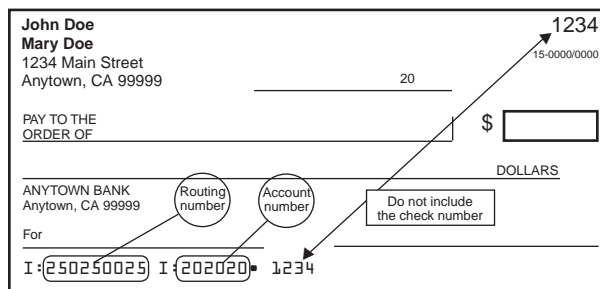 John Doe
Mary Doe
1234 Main Street
Anytown, CA 99999
1234
15-0000/0000
20
PAY TO THE
ORDER OF
$
DOLLARS
ANYTOWN BANK
Anytown, CA 99999
Routing
number
Account
number
Do not include
the check number
For
I:250250025 I:202020 1234